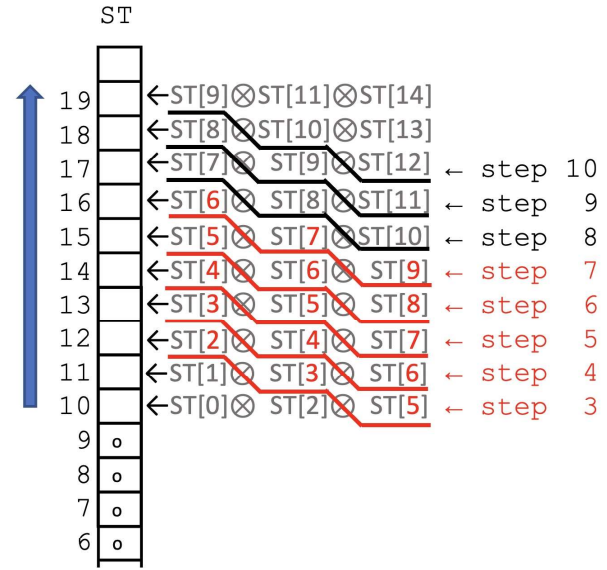 ST
19 ←ST[9]⊗ST[11]⊗ST[14]
18 ←ST[8]⊗ST[10]⊗ST[13]
17 ←ST[7]⊗ ST[9]⊗ST[12] ← step 10
16 ←ST[6]⊗ ST[8]⊗ST[11] ← step 9
15 ←ST[5]⊗ ST[7]⊗ST[10] ← step 8
14 ←ST[4]⊗ ST[6]⊗ ST[9] ← step 7
13 ←ST[3]⊗ ST[5]⊗ ST[8] ← step 6
12 ←ST[2]⊗ ST[4]⊗ ST[7] ← step 5
11 ←ST[1]⊗ ST[3]⊗ ST[6] ← step 4
10 ←ST[0]⊗ ST[2]⊗ ST[5] ← step 3
9 o
8 o
7 o
6 o